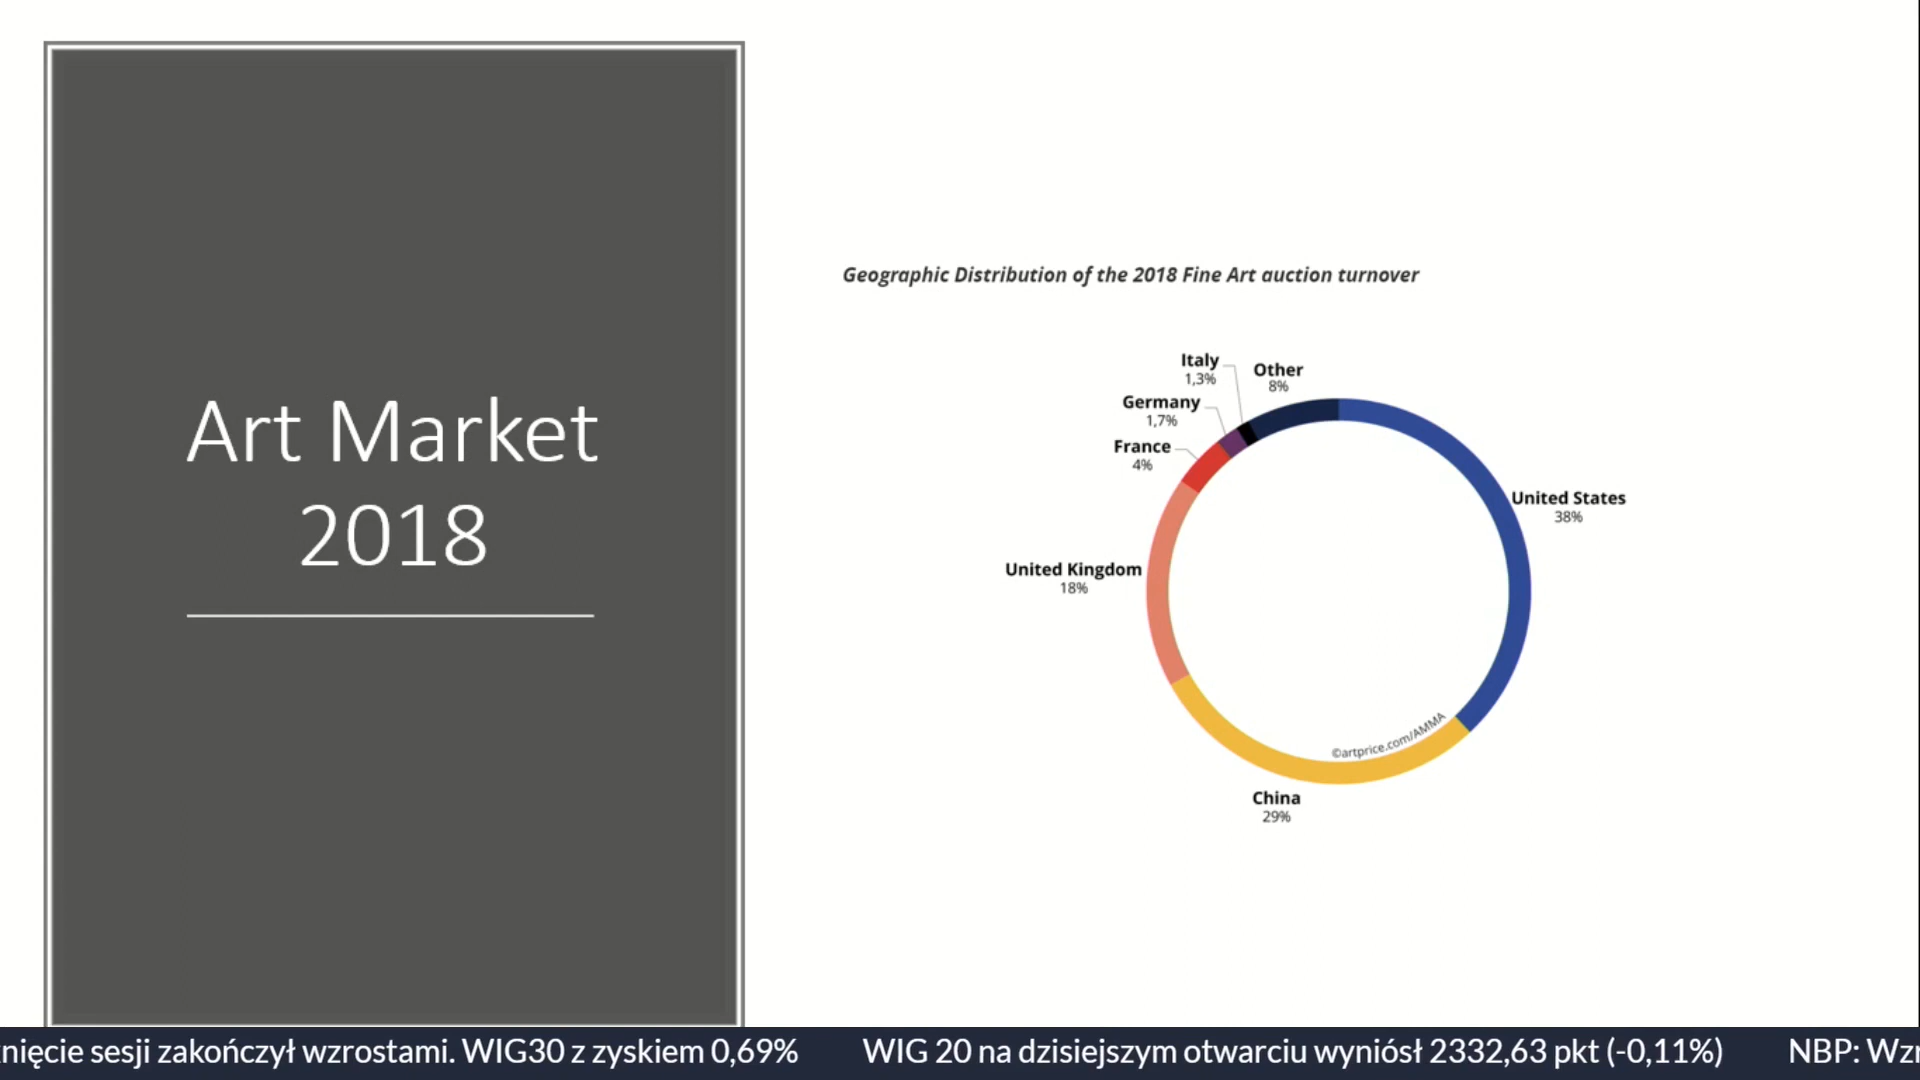 Art Market
2018
Geographic Distribution of the 2018 Fine Art auction turnover
Italy
1,3%
Other
8%
Germany
1,7%
France
4%
United States
38%
United Kingdom
18%
©artprice.com/AMMA
China
29%
sesji zakończył wzrostami. WIG30 z zyskiem 0,69% WIG 20 na dzisiejszym otwarciu wyniósł 2332,63 pkt (-0,11%) NBP: